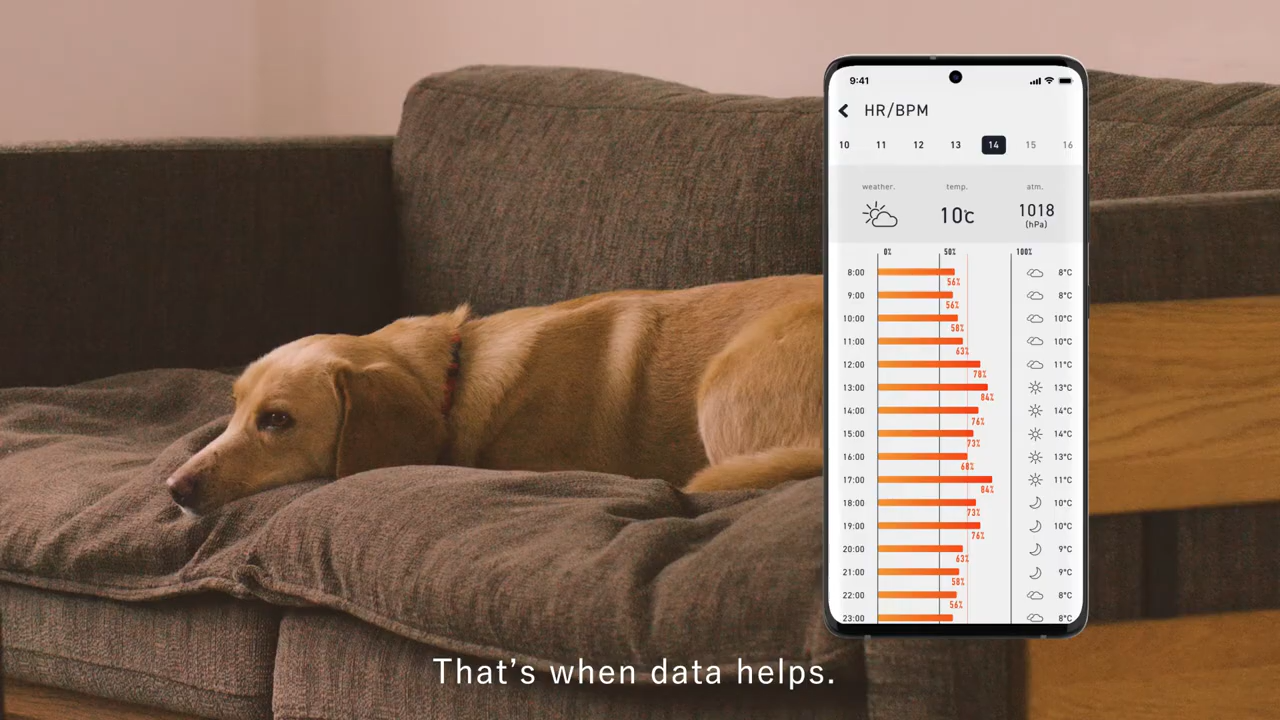 9:41
HR/BPM
10 11 12 13 14 15 16
weather. temp. atm.
10℃ 1018
(hPa)
0% 50% 100%
8:00 56% 8°C
9:00 56% 8°C
10:00 58% 10°C
11:00 63% 10°C
12:00 78% 11°C
13:00 84% 13°C
14:00 76% 14°C
15:00 73% 14°C
16:00 68% 13°C
17:00 84% 11°C
18:00 73% 10°C
19:00 76% 10°C
20:00 63% 9°C
21:00 58% 9°C
22:00 56% 8°C
23:00 8°C
That's when data helps.